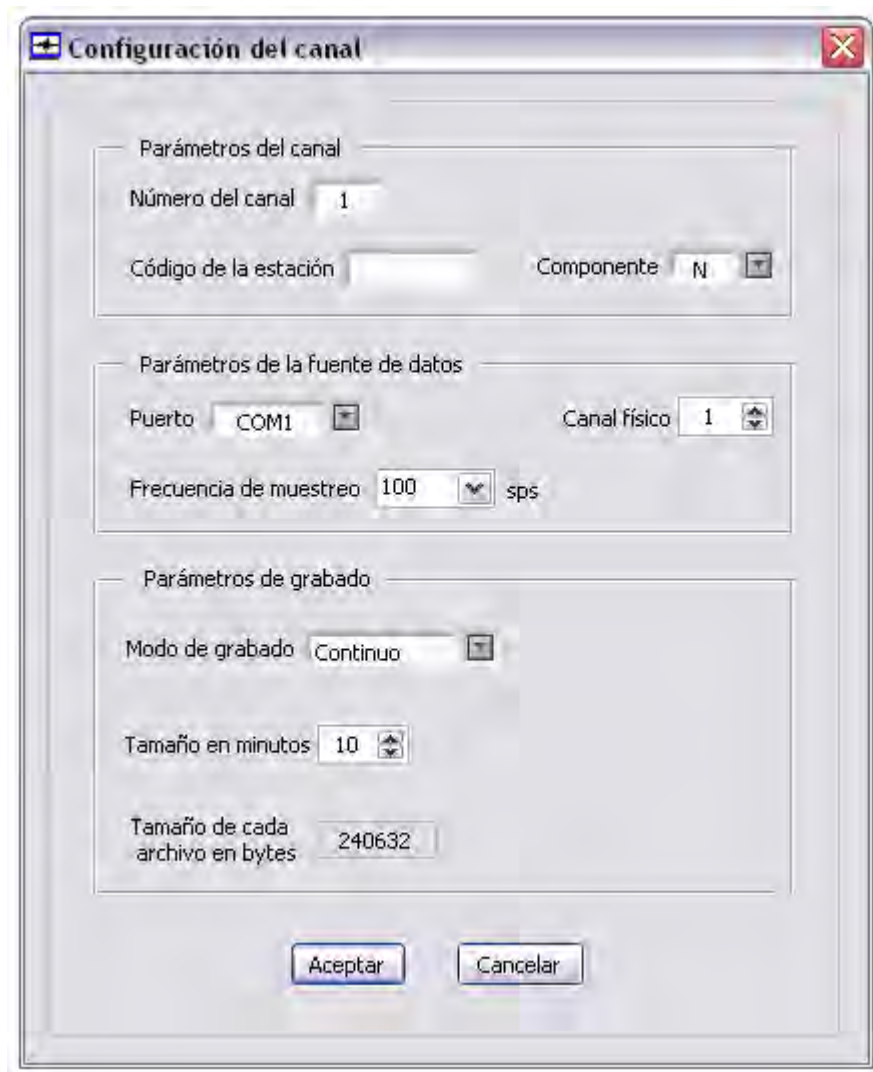 Configuración del canal
Parámetros del canal
Número del canal 1
Código de la estación Componente N
Parámetros de la fuente de datos
Puerto COM1 Canal físico 1
Frecuencia de muestreo 100 sps
Parámetros de grabado
Modo de grabado Continuo
Tamaño en minutos 10
Tamaño de cada
archivo en bytes 240632
Aceptar Cancelar